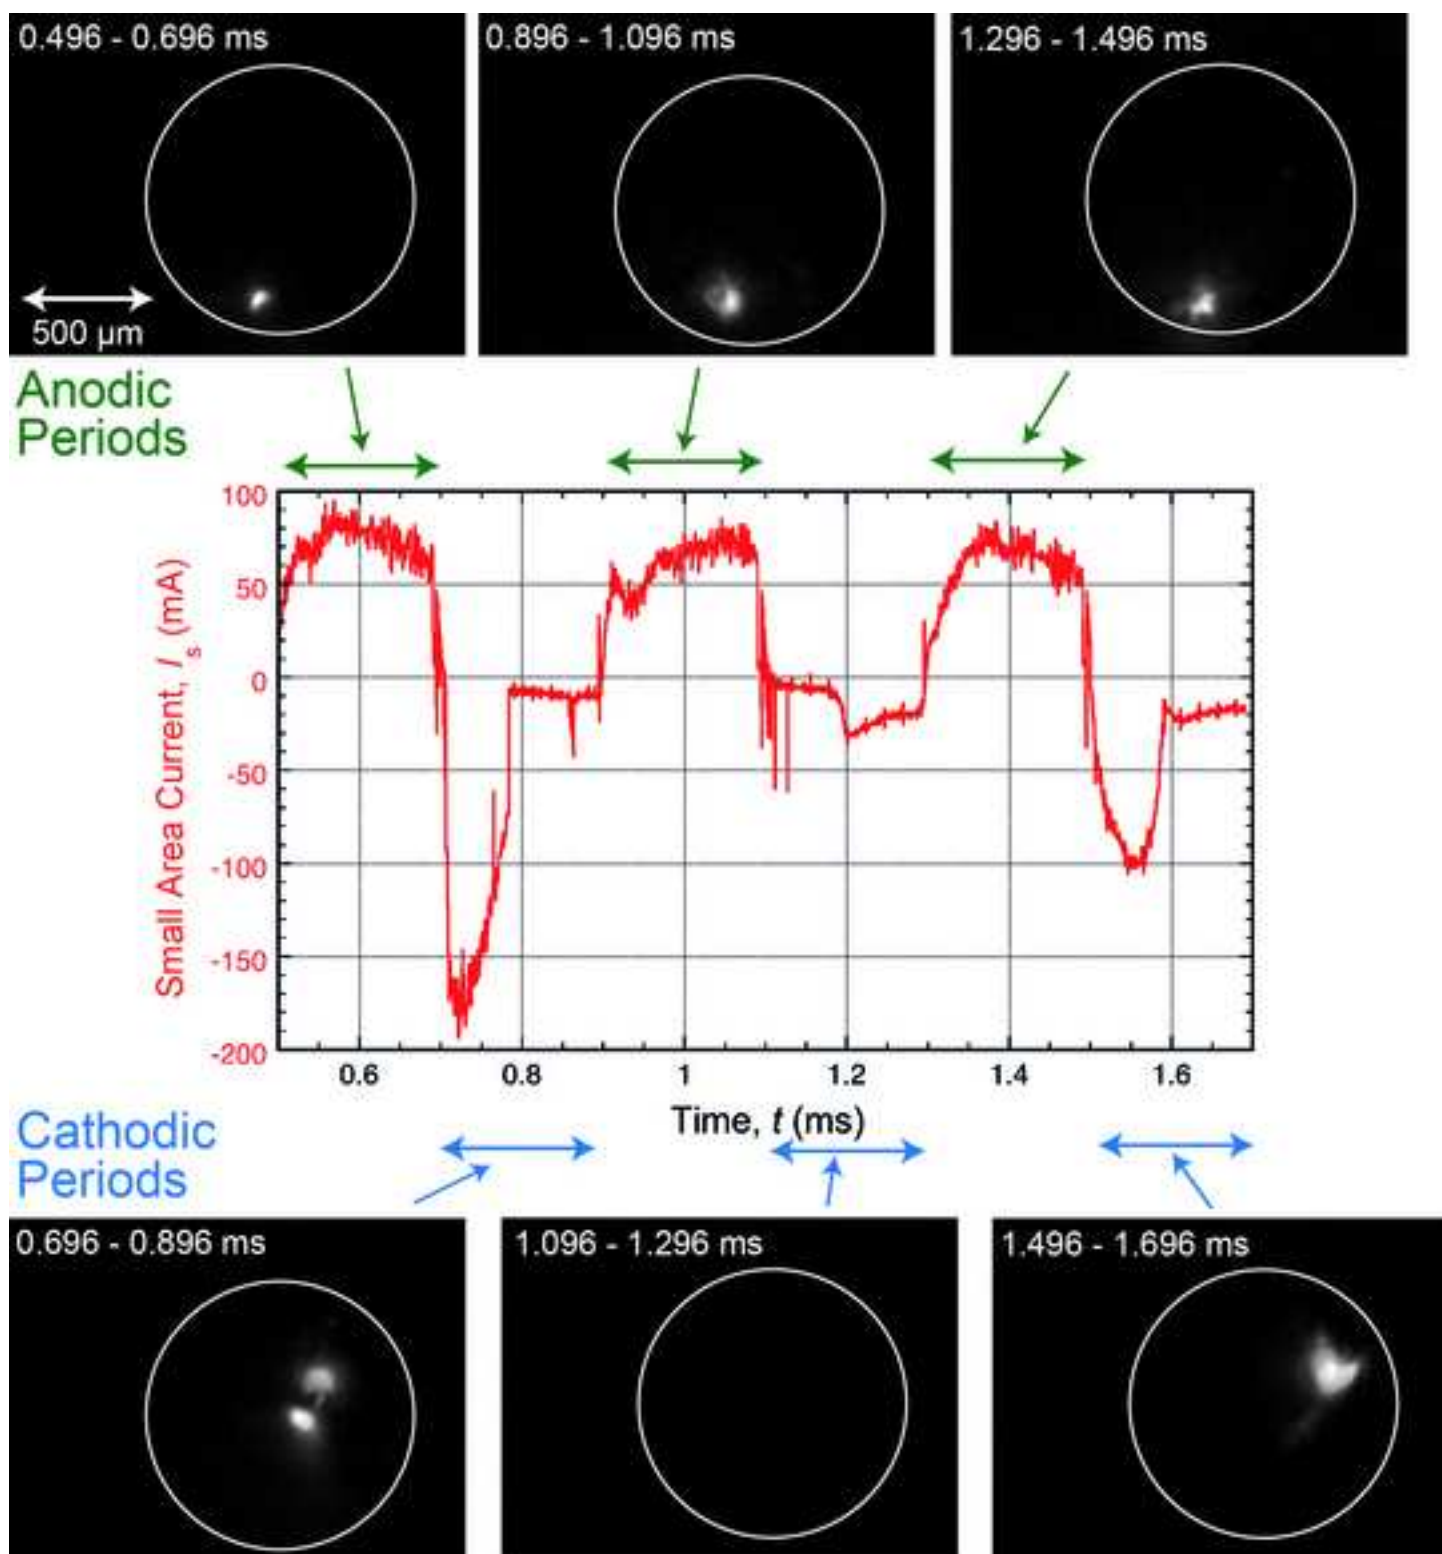 0.496 - 0.696 ms
0.896 - 1.096 ms
1.296 - 1.496 ms
500 μm
Anodic
Periods
Small Area Current, Is (mA)
100
50
0
-50
-100
-150
-200
0.6
0.8
1
1.2
1.4
1.6
Time, t (ms)
Cathodic
Periods
0.696 - 0.896 ms
1.096 - 1.296 ms
1.496 - 1.696 ms